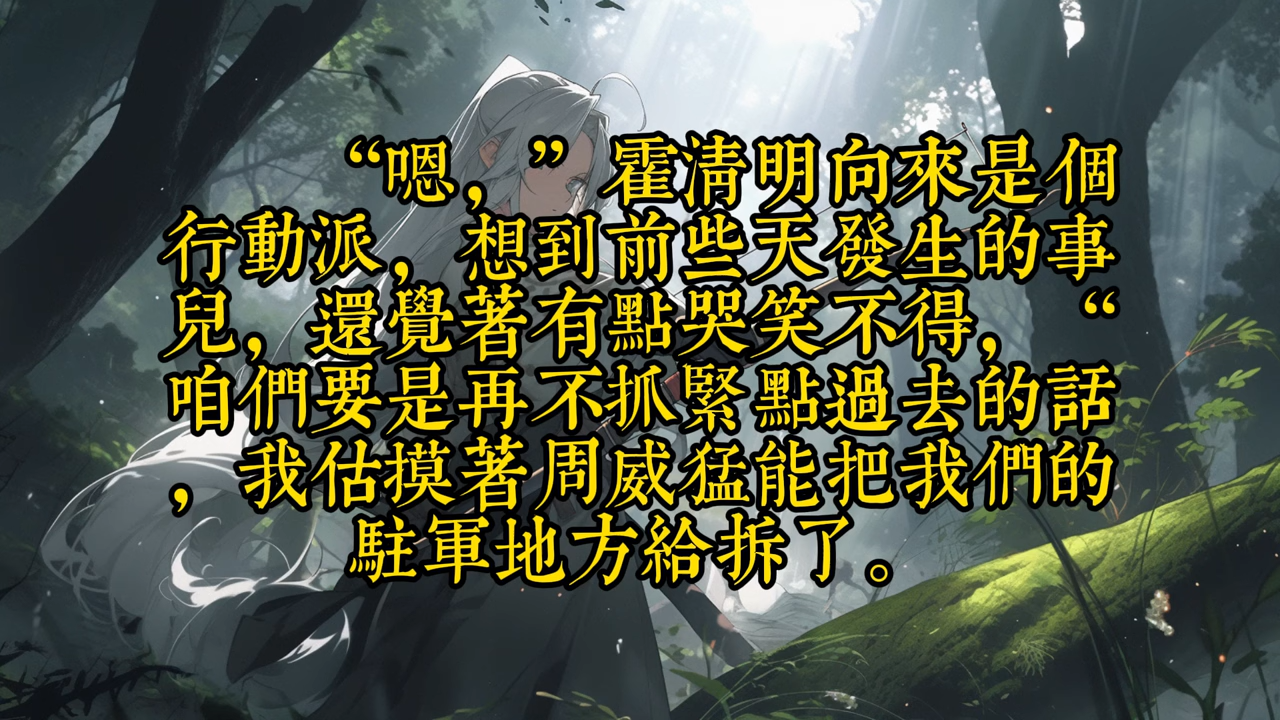 “嗯，”霍清明向來是個
行動派，想到前些天發生的事
兒，還覺著有點哭笑不得，“
咱們要是再不抓緊點過去的話
，我估摸著周威猛能把我們的
駐軍地方給拆了。